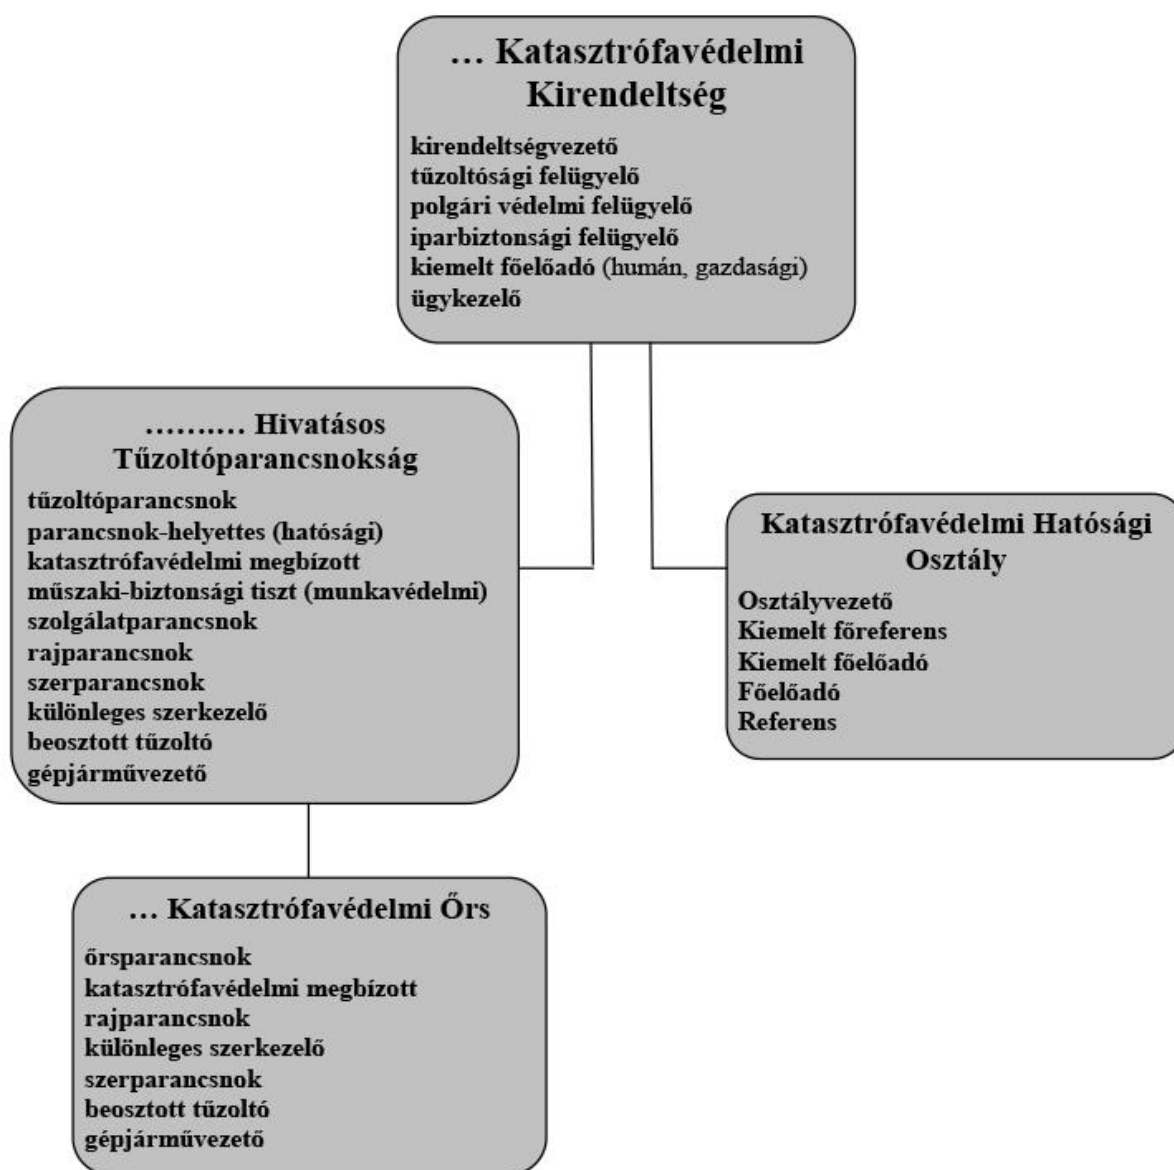 … Katasztrófavédelmi
Kirendeltség
kirendeltségvezető
tűzoltósági felügyelő
polgári védelmi felügyelő
iparbiztonsági felügyelő
kiemelt főelőadó (humán, gazdasági)
ügykezelő
…….… Hivatásos
Tűzoltóparancsnokság
tűzoltóparancsnok
parancsnok-helyettes (hatósági)
katasztrófavédelmi megbízott
műszaki-biztonsági tiszt (munkavédelmi)
szolgálatparancsnok
rajparancsnok
szerparancsnok
különleges szerkezelő
beosztott tűzoltó
gépjárművezető
Katasztrófavédelmi Hatósági
Osztály
Osztályvezető
Kiemelt főreferens
Kiemelt főelőadó
Főelőadó
Referens
… Katasztrófavédelmi Őrs
őrsparancsnok
katasztrófavédelmi megbízott
rajparancsnok
különleges szerkezelő
szerparancsnok
beosztott tűzoltó
gépjárművezető